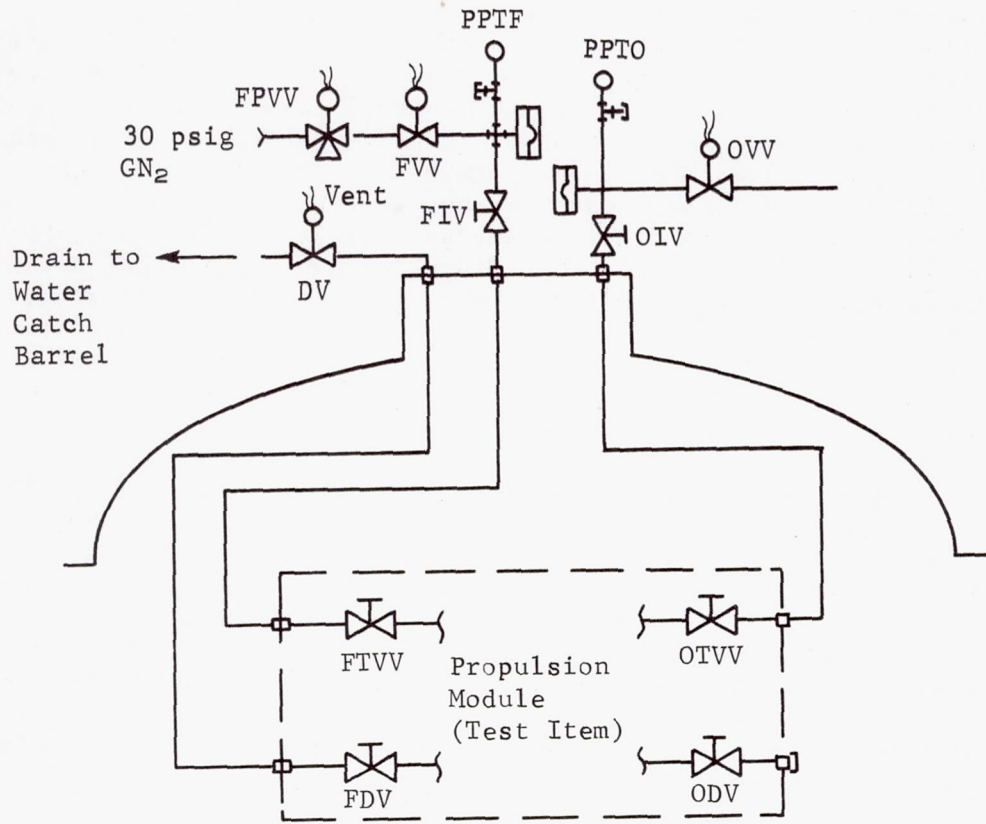 PPTF
PPTO
FPVV
30 psig
GN2
FVV
OVV
Vent
FIV
OIV
Drain to
Water
Catch
Barrel
DV
FTVV
OTVV
Propulsion
Module
(Test Item)
FDV
ODV